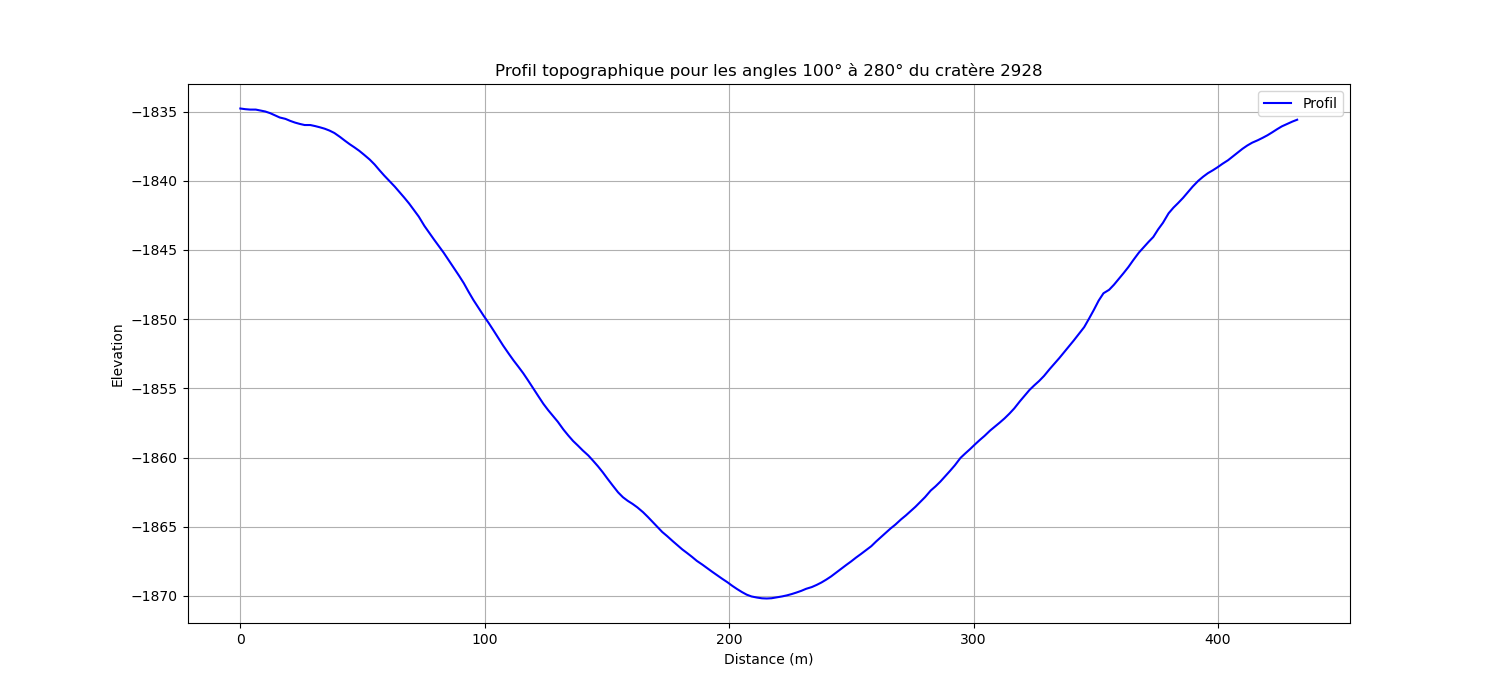 Profil topographique pour les angles 100° à 280° du cratère 2928
Profil
−1835
−1840
−1845
−1850
−1855
−1860
−1865
−1870
Elevation
0 100 200 300 400
Distance (m)